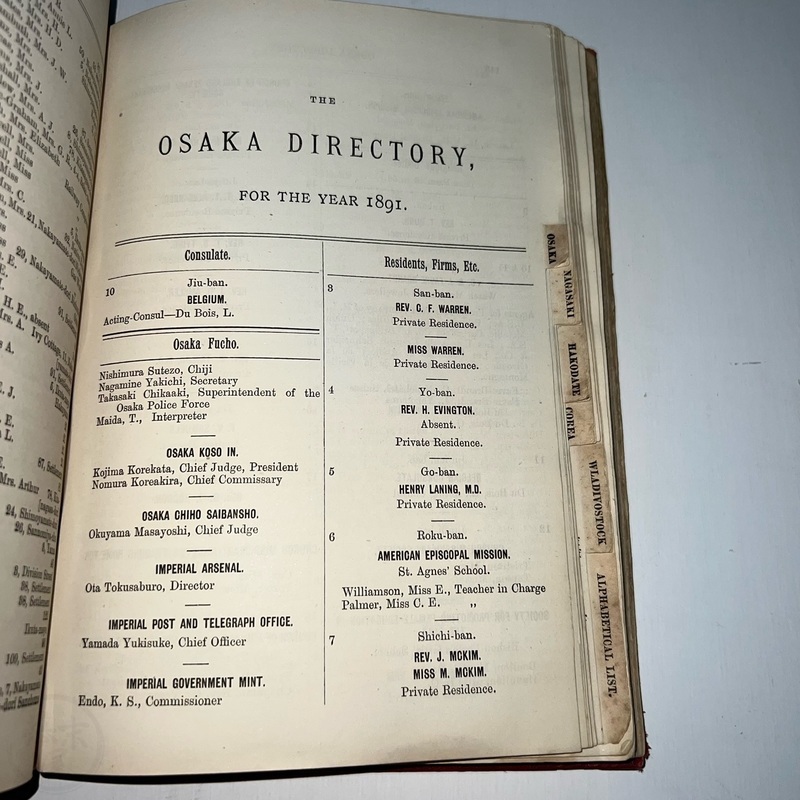 THE
OSAKA DIRECTORY,
FOR THE YEAR 1891.
Consulate.
10 Jiu-ban.
BELGIUM.
Acting-Consul—Du Bois, L.
Osaka Fucho.
Nishimura Sutezo, Chiji
Nagamine Yakichi, Secretary
Takasaki Chikaaki, Superintendent of the
Osaka Police Force
Maida, T., Interpreter
OSAKA KOSO IN.
Kojima Korekata, Chief Judge, President
Nomura Koreakira, Chief Commissary
OSAKA CHIHO SAIBANSHO.
Okuyama Masayoshi, Chief Judge
IMPERIAL ARSENAL.
Ota Tokusaburo, Director
IMPERIAL POST AND TELEGRAPH OFFICE.
Yamada Yukisuke, Chief Officer
IMPERIAL GOVERNMENT MINT.
Endo, K. S., Commissioner
Residents, Firms, Etc.
3 San-ban.
REV. C. F. WARREN.
Private Residence.
MISS WARREN.
Private Residence.
4 Yo-ban.
REV. H. EVINGTON.
Absent.
Private Residence.
5 Go-ban.
HENRY LANING, M.D.
Private Residence.
6 Roku-ban.
AMERICAN EPISCOPAL MISSION.
St. Agnes' School.
Williamson, Miss E., Teacher in Charge
Palmer, Miss C. E. „
7 Shichi-ban.
REV. J. MCKIM.
MISS M. MCKIM.
Private Residence.
OSAKA
NAGASAKI
HAKODATE
COREA
WLADIVOSTOCK
ALPHABETICAL LIST.